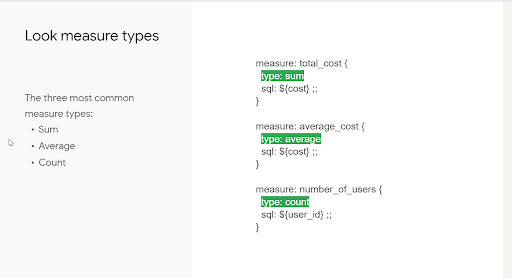 Look measure types
The three most common
measure types:
• Sum
• Average
• Count
measure: total_cost {
type: sum
sql: ${cost} ;;
}
measure: average_cost {
type: average
sql: ${cost} ;;
}
measure: number_of_users {
type: count
sql: ${user_id} ;;
}